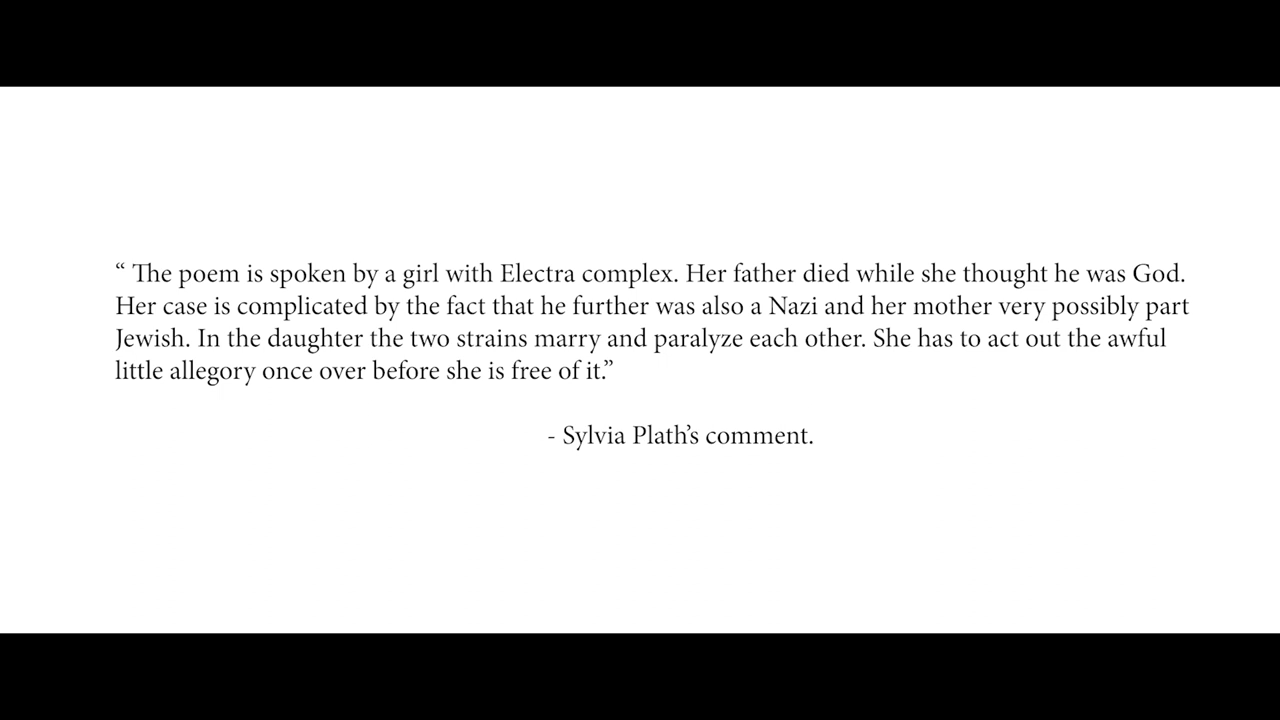 “ The poem is spoken by a girl with Electra complex. Her father died while she thought he was God.
Her case is complicated by the fact that he further was also a Nazi and her mother very possibly part
Jewish. In the daughter the two strains marry and paralyze each other. She has to act out the awful
little allegory once over before she is free of it.”
- Sylvia Plath’s comment.